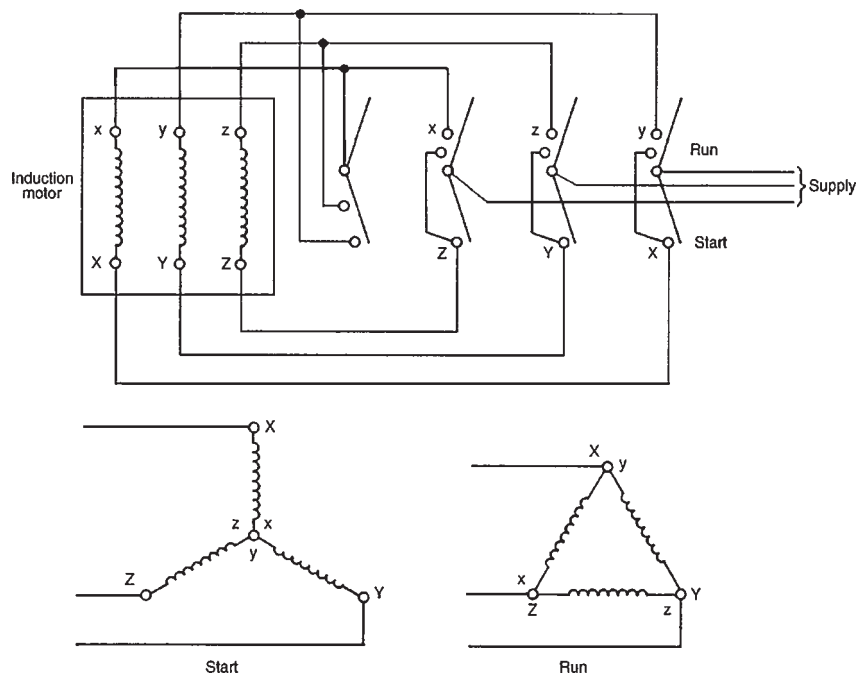 x y z x z y
Run
Induction
motor
Supply
X Y Z Z Y X Start
X X y
z x
y
Z Y x Z z Y
Start Run